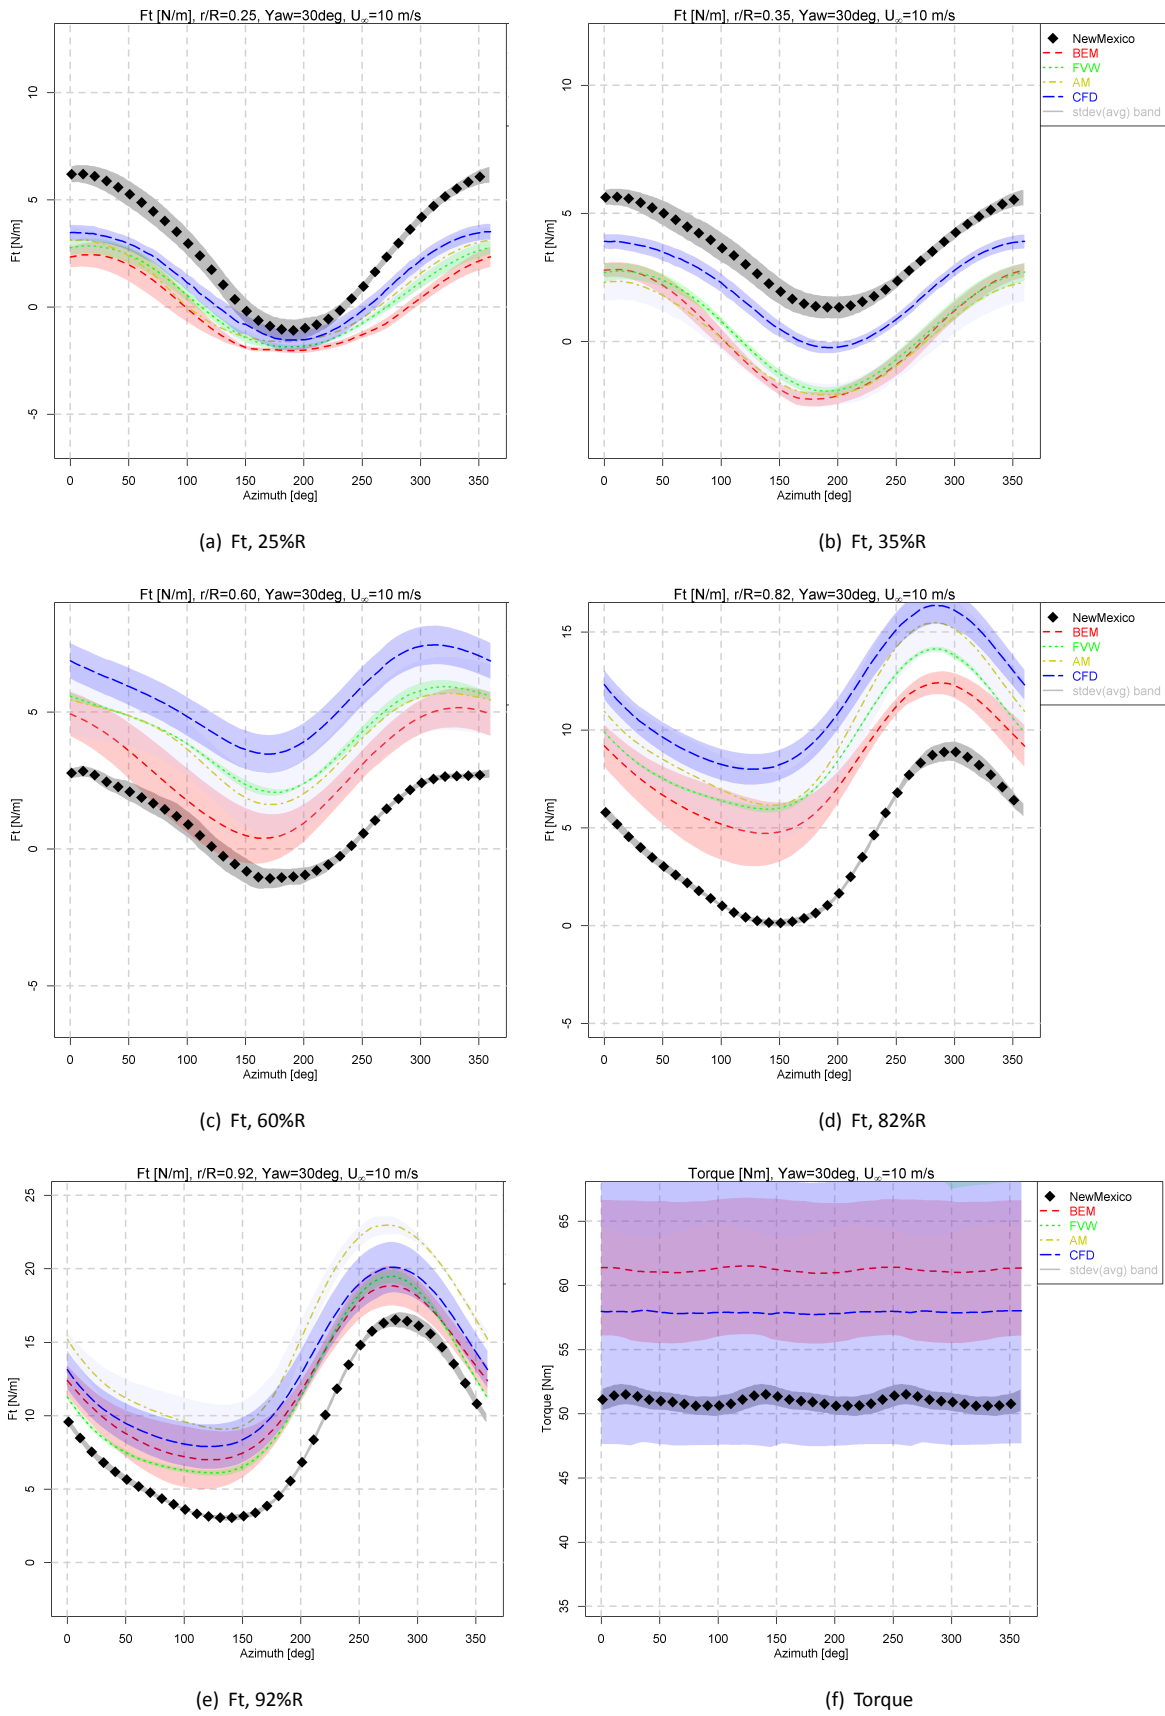 Ft [N/m], r/R=0.25, Yaw=30deg, U∞=10 m/s
Ft [N/m]
10
5
0
-5
0 50 100 150 200 250 300 350
Azimuth [deg]
(a) Ft, 25%R
Ft [N/m], r/R=0.35, Yaw=30deg, U∞=10 m/s
NewMexico
BEM
FVW
AM
CFD
stdev(avg) band
Ft [N/m]
10
5
0
0 50 100 150 200 250 300 350
Azimuth [deg]
(b) Ft, 35%R
Ft [N/m], r/R=0.60, Yaw=30deg, U∞=10 m/s
Ft [N/m]
5
0
-5
0 50 100 150 200 250 300 350
Azimuth [deg]
(c) Ft, 60%R
Ft [N/m], r/R=0.82, Yaw=30deg, U∞=10 m/s
NewMexico
BEM
FVW
AM
CFD
stdev(avg) band
Ft [N/m]
15
10
5
0
-5
0 50 100 150 200 250 300 350
Azimuth [deg]
(d) Ft, 82%R
Ft [N/m], r/R=0.92, Yaw=30deg, U∞=10 m/s
Ft [N/m]
25
20
15
10
5
0
0 50 100 150 200 250 300 350
Azimuth [deg]
(e) Ft, 92%R
Torque [Nm], Yaw=30deg, U∞=10 m/s
NewMexico
BEM
FVW
AM
CFD
stdev(avg) band
Torque [Nm]
65
60
55
50
45
40
35
0 50 100 150 200 250 300 350
Azimuth [deg]
(f) Torque